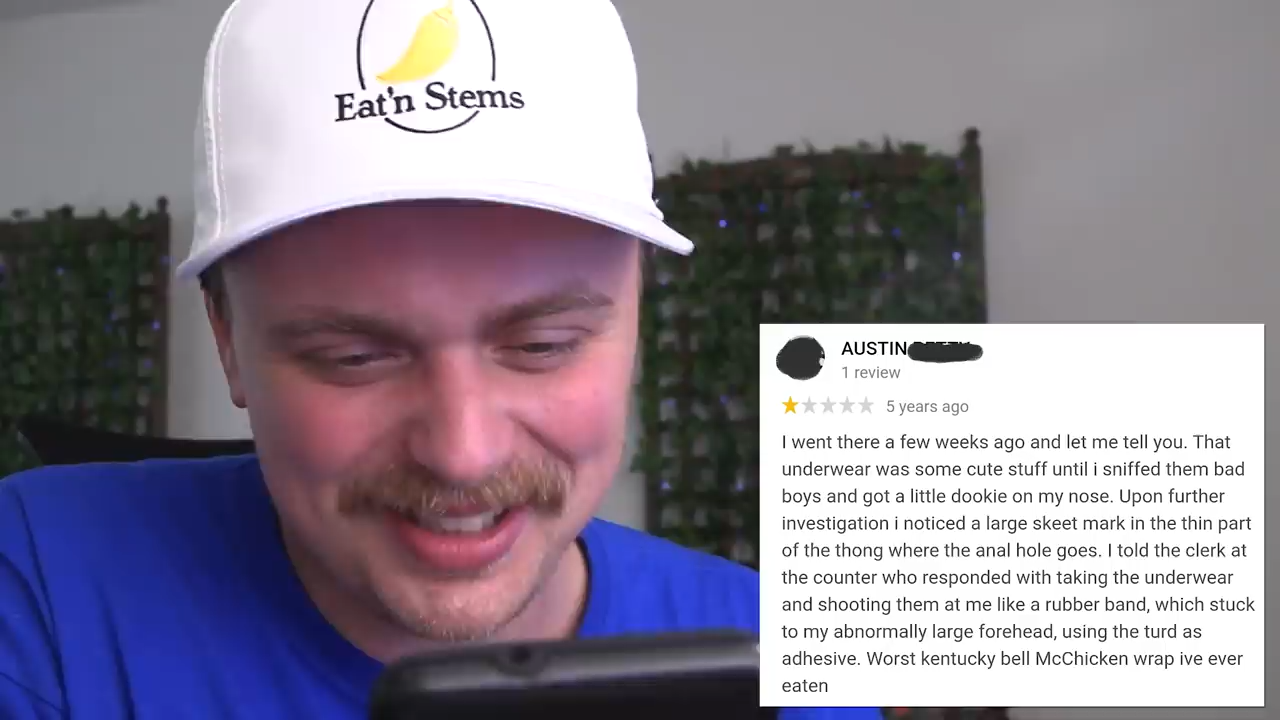 Eat'n Stems
AUSTIN
1 review
5 years ago
I went there a few weeks ago and let me tell you. That
underwear was some cute stuff until i sniffed them bad
boys and got a little dookie on my nose. Upon further
investigation i noticed a large skeet mark in the thin part
of the thong where the anal hole goes. I told the clerk at
the counter who responded with taking the underwear
and shooting them at me like a rubber band, which stuck
to my abnormally large forehead, using the turd as
adhesive. Worst kentucky bell McChicken wrap ive ever
eaten